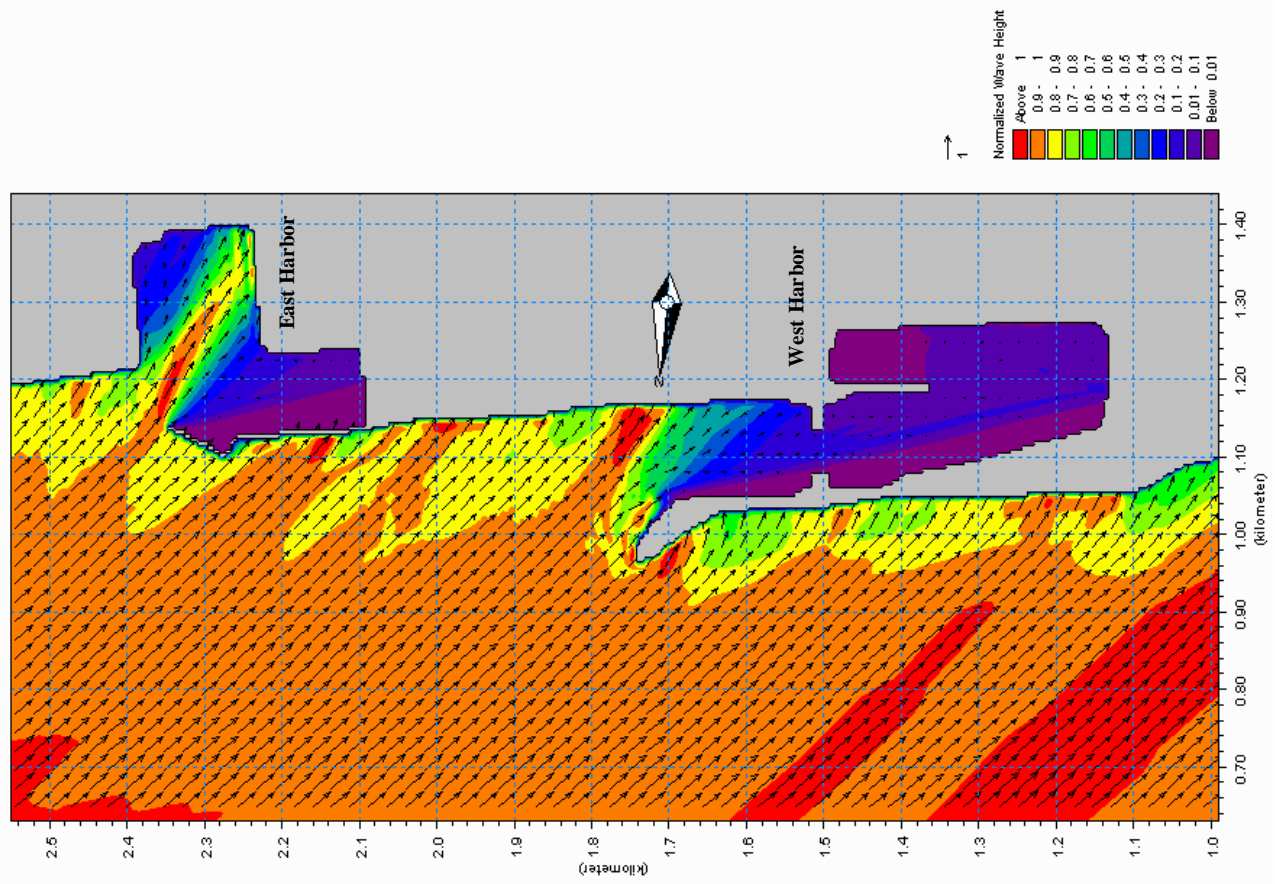 1
Normalized Wave Height
Above 1
0.9 - 1
0.8 - 0.9
0.7 - 0.8
0.6 - 0.7
0.5 - 0.6
0.4 - 0.5
0.3 - 0.4
0.2 - 0.3
0.1 - 0.2
0.01 - 0.1
Below 0.01
East Harbor
N
West Harbor
1.40
1.30
1.20
1.10
1.00
0.90
0.80
0.70
(kilometer)
2.5
2.4
2.3
2.2
2.1
2.0
1.9
1.8
1.7
1.6
1.5
1.4
1.3
1.2
1.1
1.0
(kilometer)